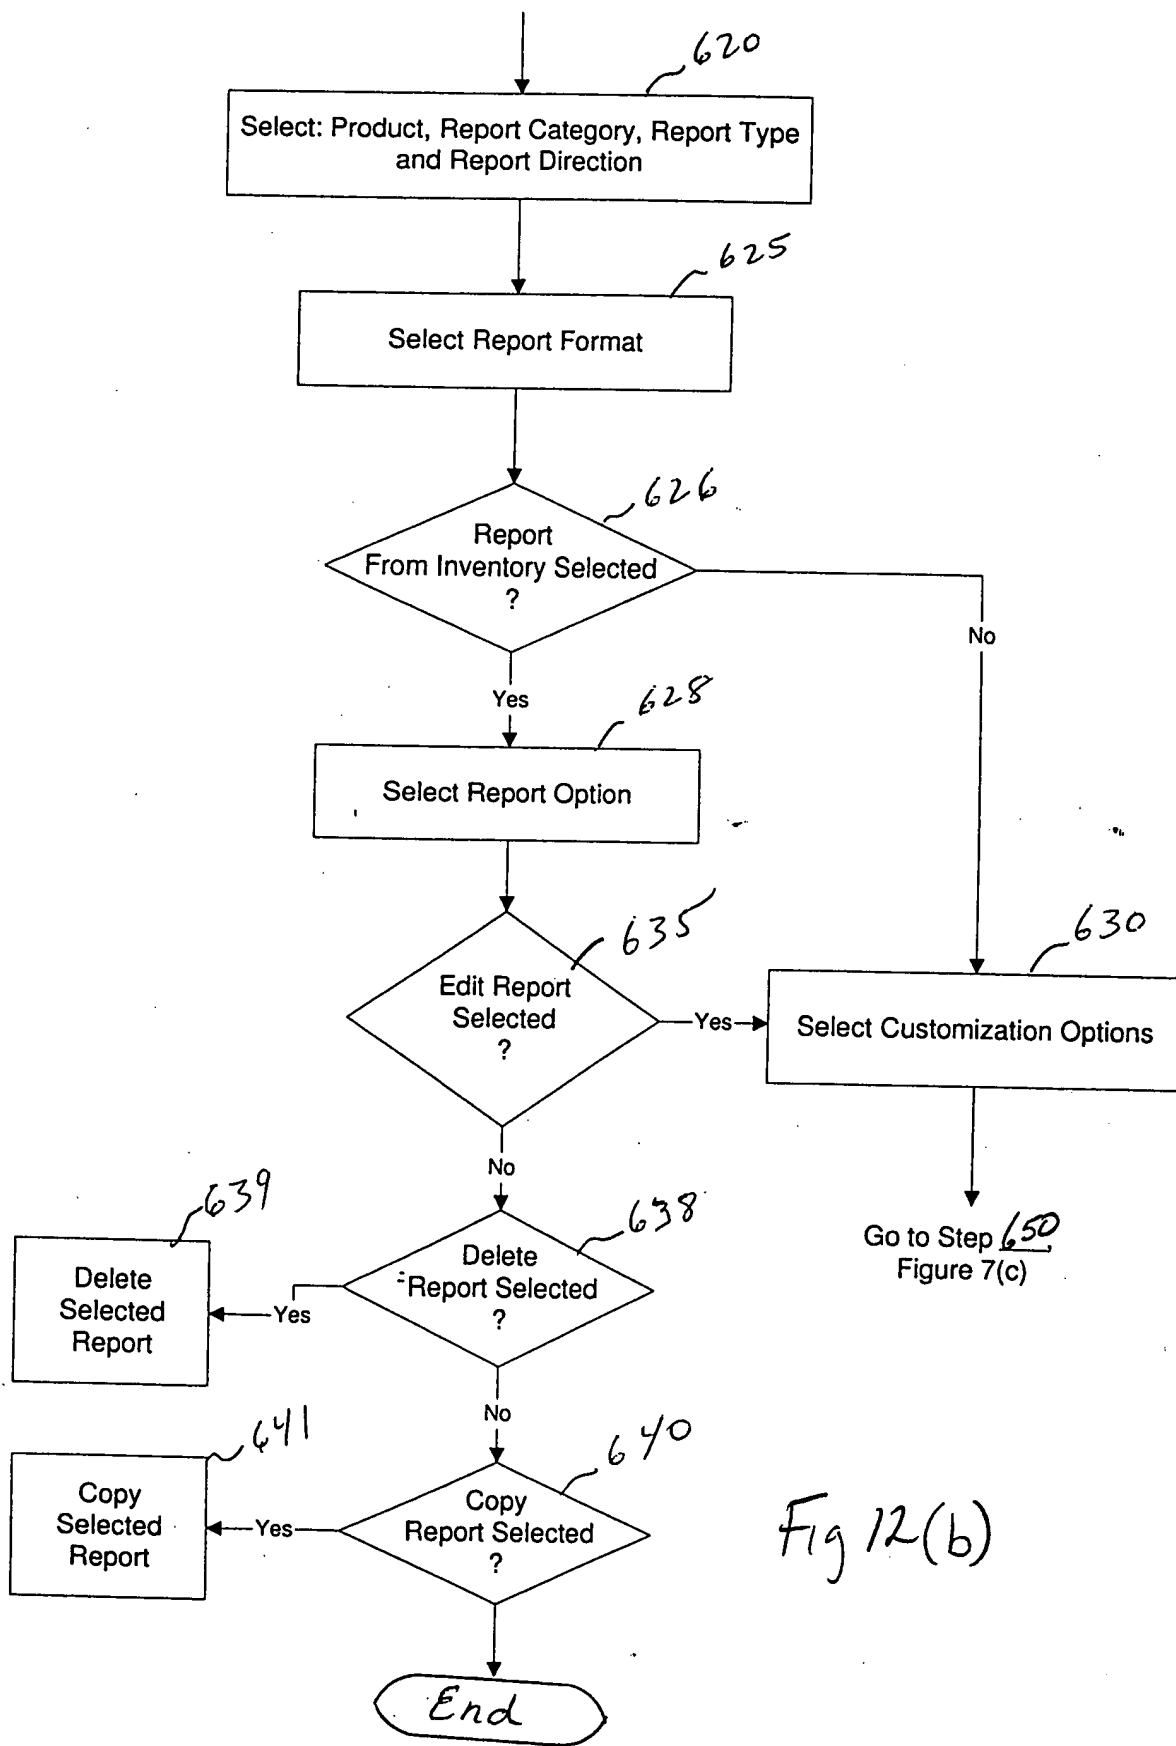 620
Select: Product, Report Category, Report Type
and Report Direction
625
Select Report Format
626
Report
From Inventory Selected
?
No
Yes
628
Select Report Option
635
Edit Report
Selected
?
Yes
630
Select Customization Options
No
639
638
Delete
Selected
Report
Yes
Delete
Report Selected
?
Go to Step 650
Figure 7(c)
No
641
640
Copy
Selected
Report
Yes
Copy
Report Selected
?
Fig 12(b)
End